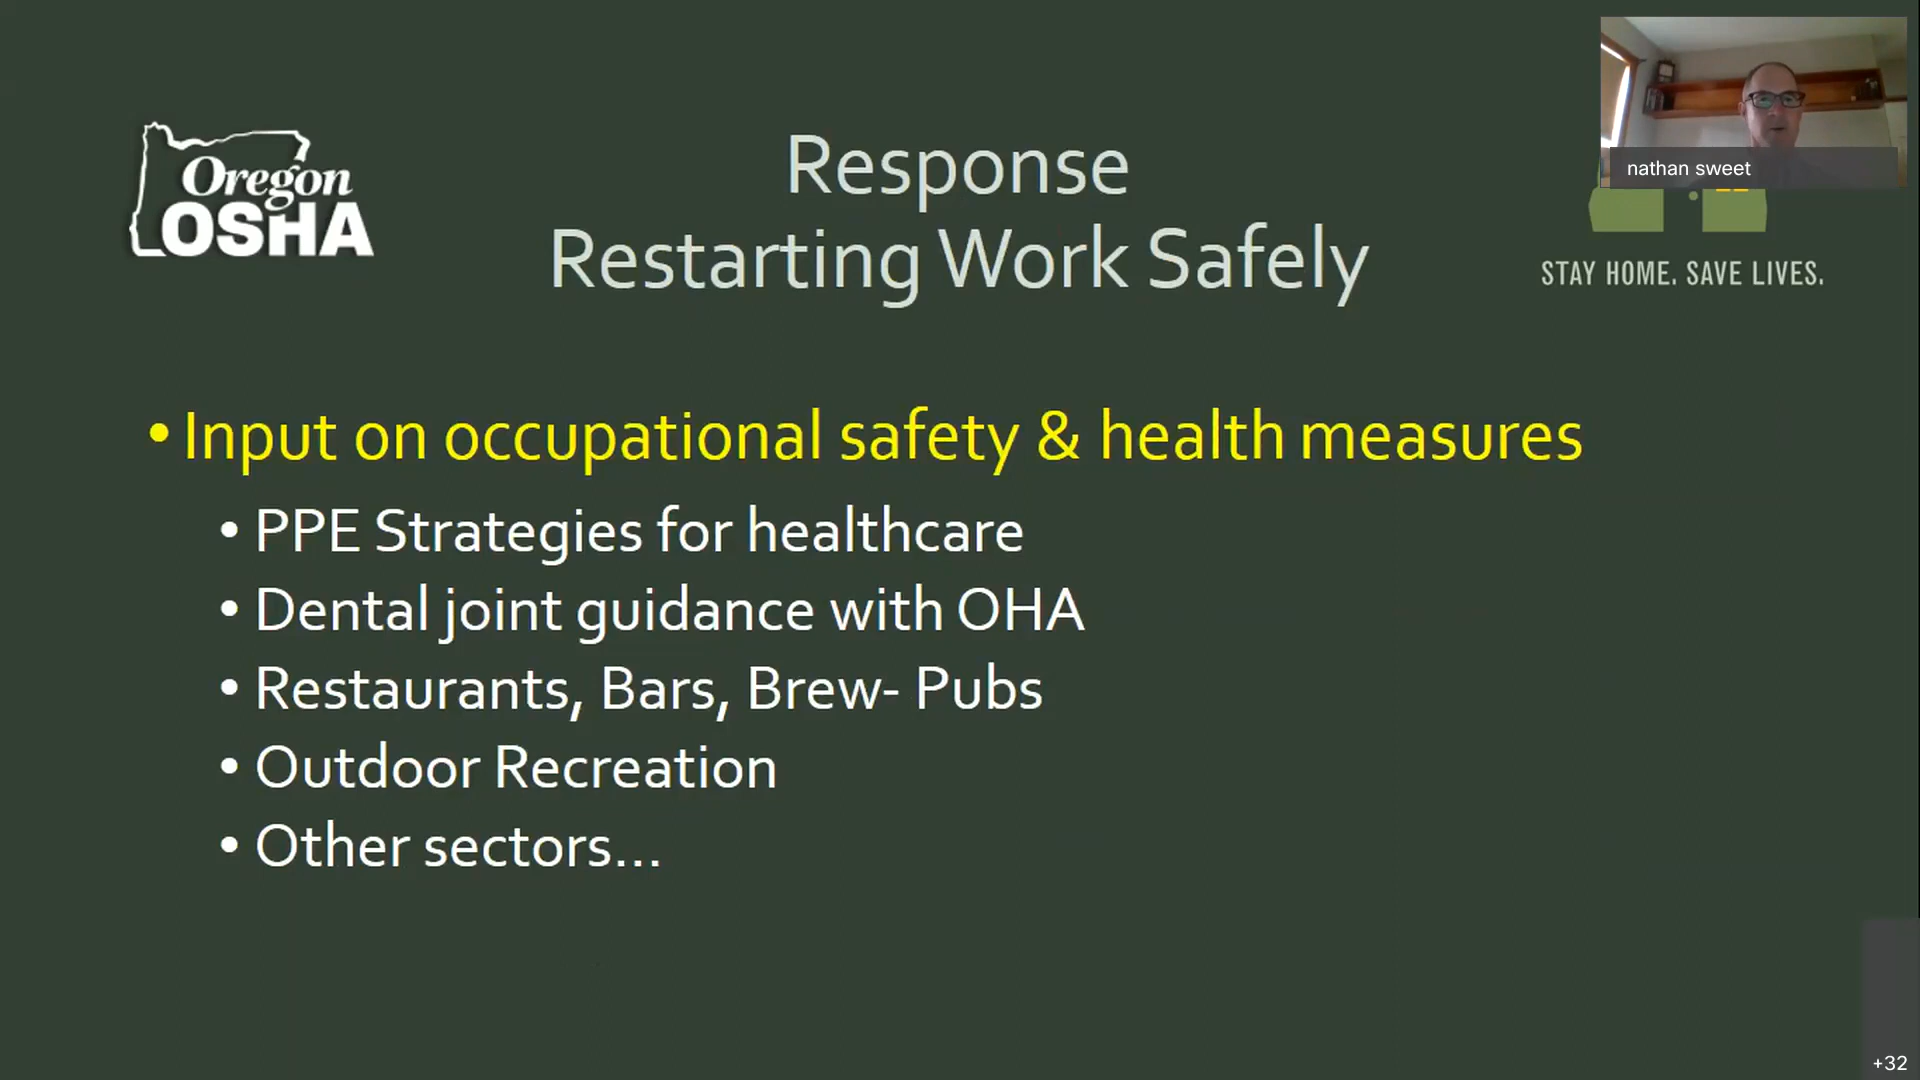 nathan sweet
Oregon
OSHA
Response
Restarting Work Safely
STAY HOME. SAVE LIVES.
• Input on occupational safety & health measures
• PPE Strategies for healthcare
• Dental joint guidance with OHA
• Restaurants, Bars, Brew- Pubs
• Outdoor Recreation
• Other sectors...
+32